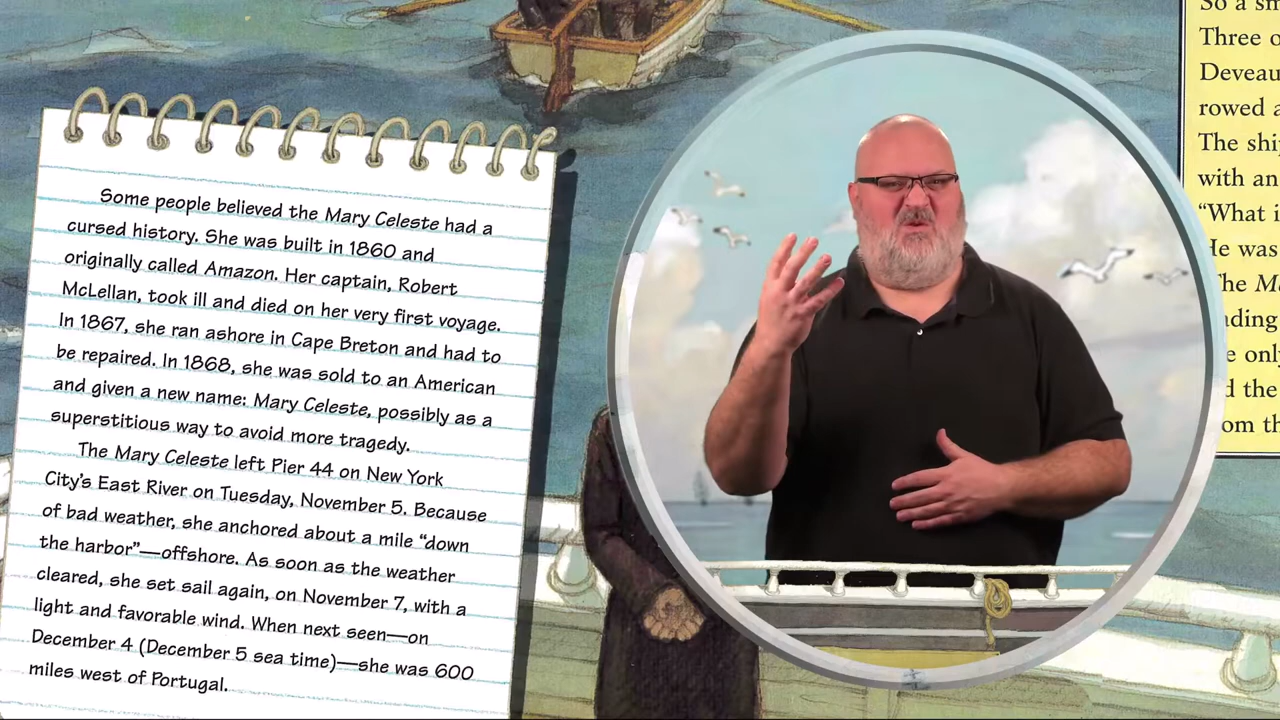 Some people believed the Mary Celeste had a
cursed history. She was built in 1860 and
originally called Amazon. Her captain, Robert
McLellan, took ill and died on her very first voyage.
In 1867, she ran ashore in Cape Breton and had to
be repaired. In 1868, she was sold to an American
and given a new name: Mary Celeste, possibly as a
superstitious way to avoid more tragedy.
The Mary Celeste left Pier 44 on New York
City's East River on Tuesday, November 5. Because
of bad weather, she anchored about a mile “down
the harbor”—offshore. As soon as the weather
cleared, she set sail again, on November 7, with a
light and favorable wind. When next seen—on
December 4 (December 5 sea time)—she was 600
miles west of Portugal.
So a
Three
Deveau
rowed
The
with an
“What
He was
The
only
the